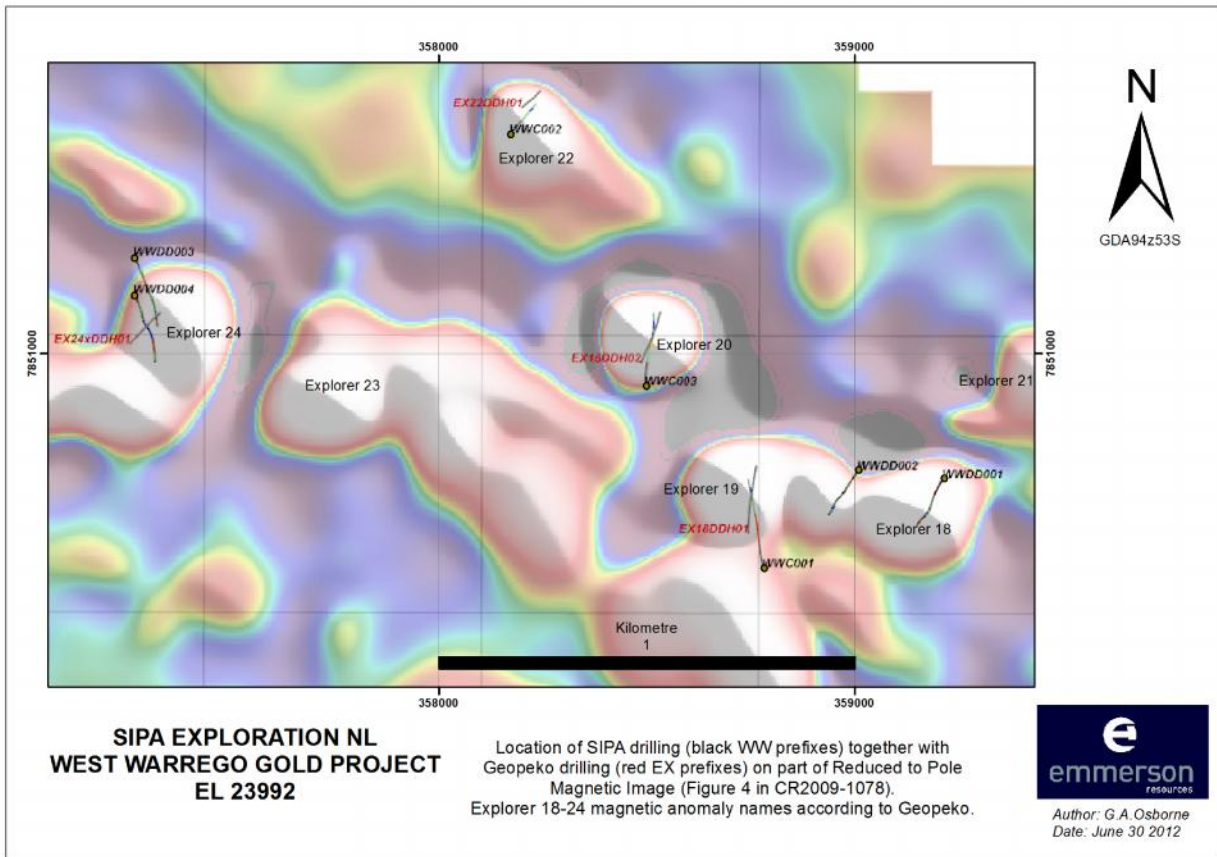 358000
359000
N
GDA94z53S
EX22DDH01
WWC002
Explorer 22
WWDD003
WWDD004
EX24xDDH01
Explorer 24
7851000
Explorer 23
EX16DDH02
Explorer 20
WWC003
Explorer 21
7851000
WWDD002
WWDD001
Explorer 19
EX18DDH01
Explorer 18
WWC001
Kilometre
1
358000
359000
SIPA EXPLORATION NL
WEST WARREGO GOLD PROJECT
EL 23992
Location of SIPA drilling (black WW prefixes) together with
Geopeko drilling (red EX prefixes) on part of Reduced to Pole
Magnetic Image (Figure 4 in CR2009-1078).
Explorer 18-24 magnetic anomaly names according to Geopeko.
emmerson
resources
Author: G.A.Osborne
Date: June 30 2012